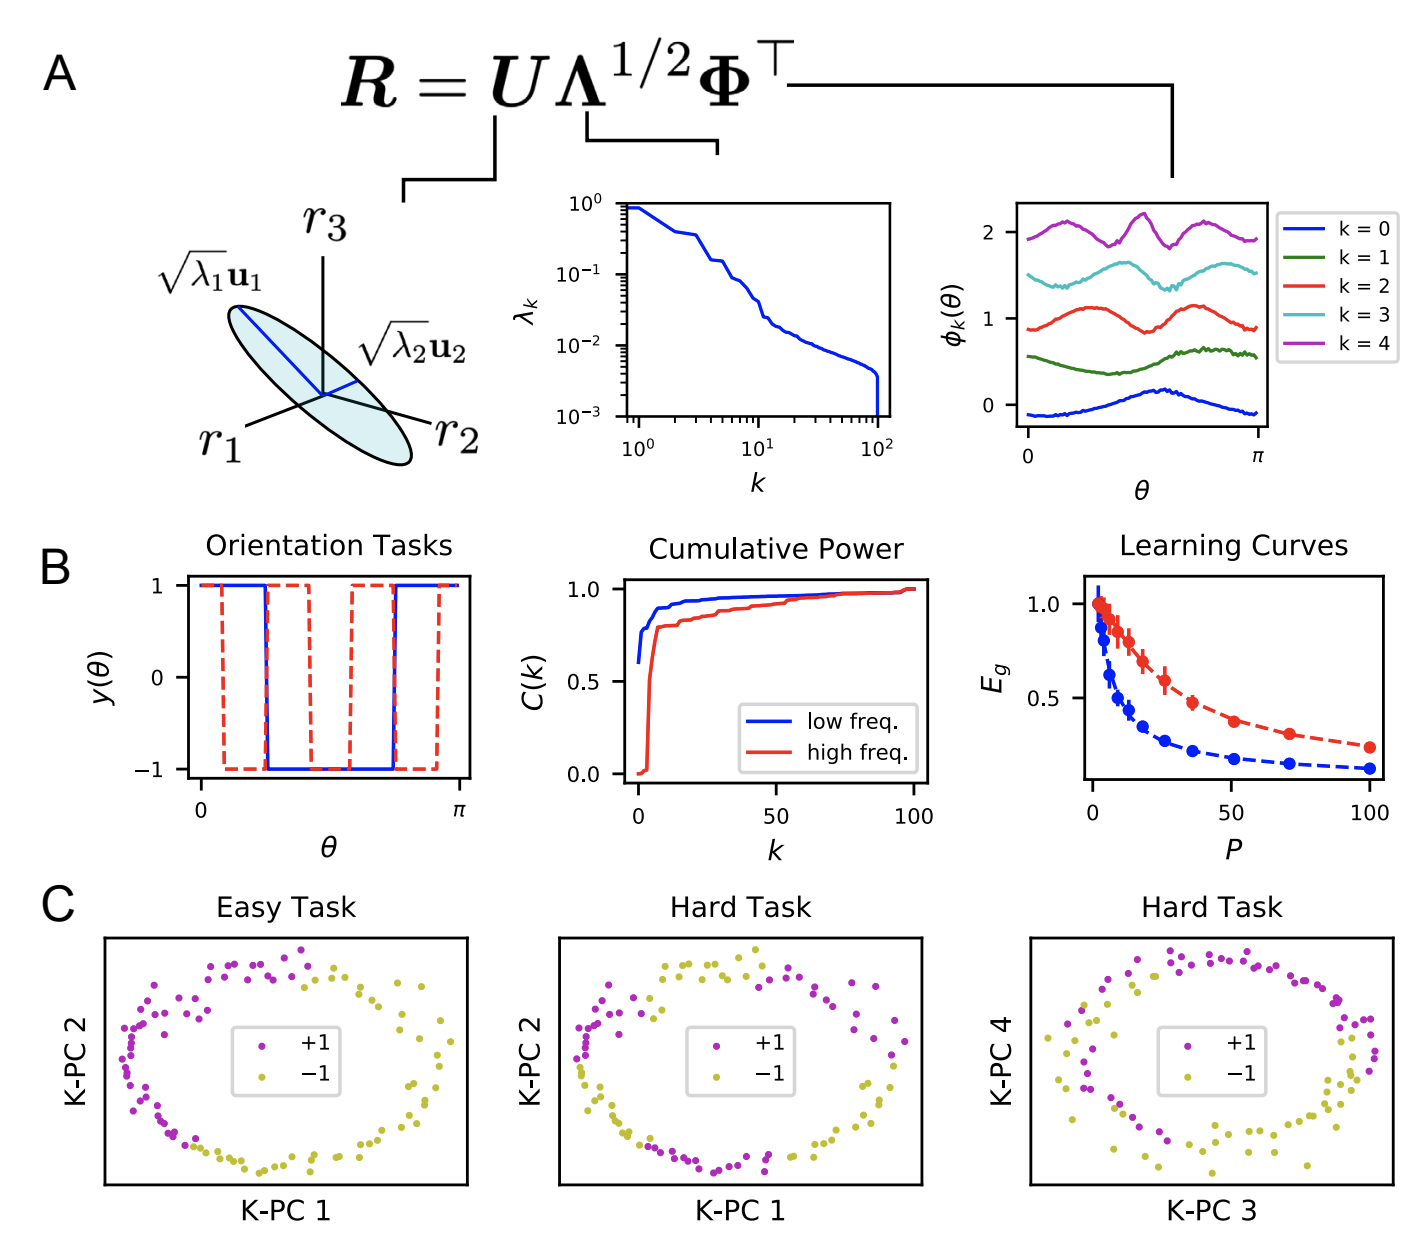 A
R = UΛ^{1/2}Φ^⊤
r₃
√λ₁u₁
√λ₂u₂
r₁
r₂
10⁰
10⁻¹
10⁻²
10⁻³
λₖ
10⁰
10¹
10²
k
2
1
0
ϕₖ(θ)
0
π
θ
k = 0
k = 1
k = 2
k = 3
k = 4
B
Orientation Tasks
1
0
−1
y(θ)
0
π
θ
Cumulative Power
1.0
0.5
0.0
C(k)
low freq.
high freq.
0
50
100
k
Learning Curves
1.0
0.5
E_g
0
50
100
P
C
Easy Task
K-PC 2
+1
−1
K-PC 1
Hard Task
K-PC 2
+1
−1
K-PC 1
Hard Task
K-PC 4
+1
−1
K-PC 3